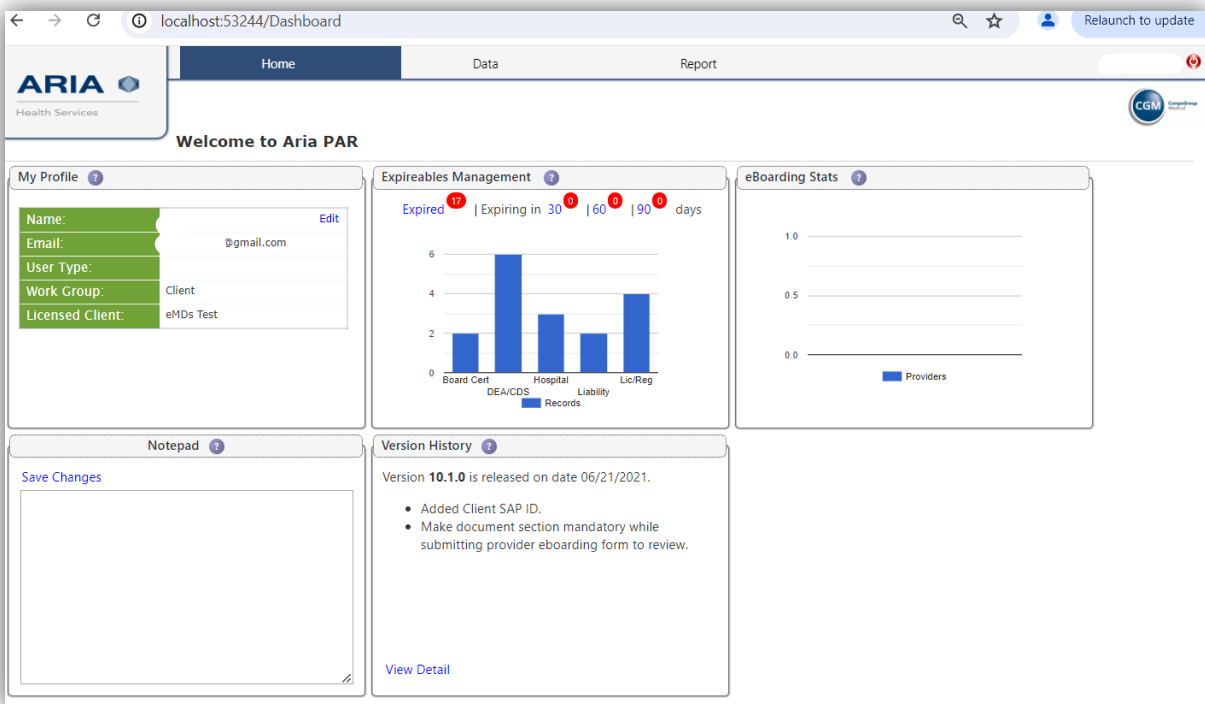 localhost:53244/Dashboard
Relaunch to update
ARIA
Health Services
Home
Data
Report
CGM CompuGroup Medical
Welcome to Aria PAR
My Profile ?
Name: Edit
Email: @gmail.com
User Type:
Work Group: Client
Licensed Client: eMDs Test
Expireables Management ?
Expired 17 | Expiring in 30 0 | 60 0 | 90 0 days
6
4
2
0
Board Cert
DEA/CDS
Hospital
Liability
Lic/Reg
Records
eBoarding Stats ?
1.0
0.5
0.0
Providers
Notepad ?
Save Changes
Version History ?
Version 10.1.0 is released on date 06/21/2021.
• Added Client SAP ID.
• Make document section mandatory while
submitting provider eboarding form to review.
View Detail